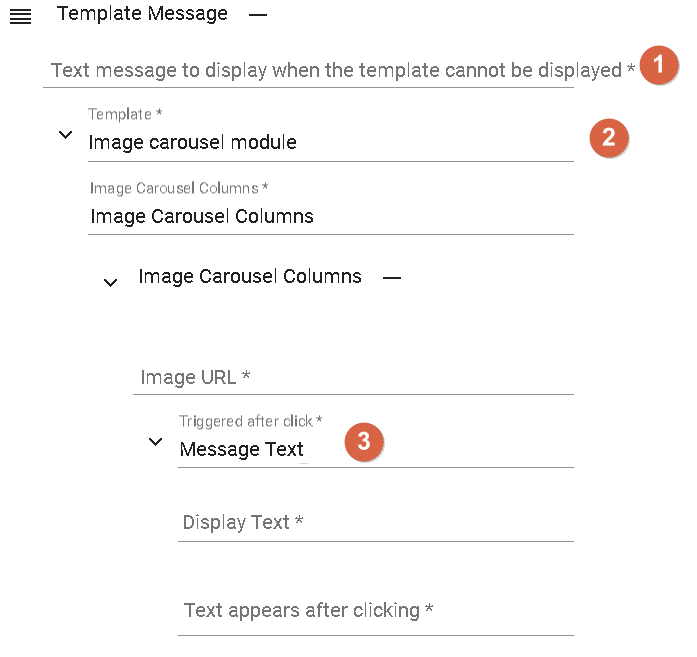 Template Message
Text message to display when the template cannot be displayed * 1
Template *
Image carousel module 2
Image Carousel Columns *
Image Carousel Columns
Image Carousel Columns
Image URL *
Triggered after click *
Message Text 3
Display Text *
Text appears after clicking *